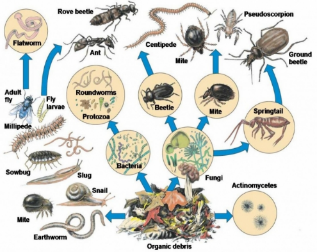 Rove beetle
Pseudoscorpion
Flatworm
Ant
Centipede
Mite
Ground
beetle
Adult
fly
Fly
larvae
Roundworms
Protozoa
Beetle
Mite
Springtail
Millipede
Sowbug
Slug
Bacteria
Fungi
Actinomycetes
Snail
Mite
Earthworm
Organic debris